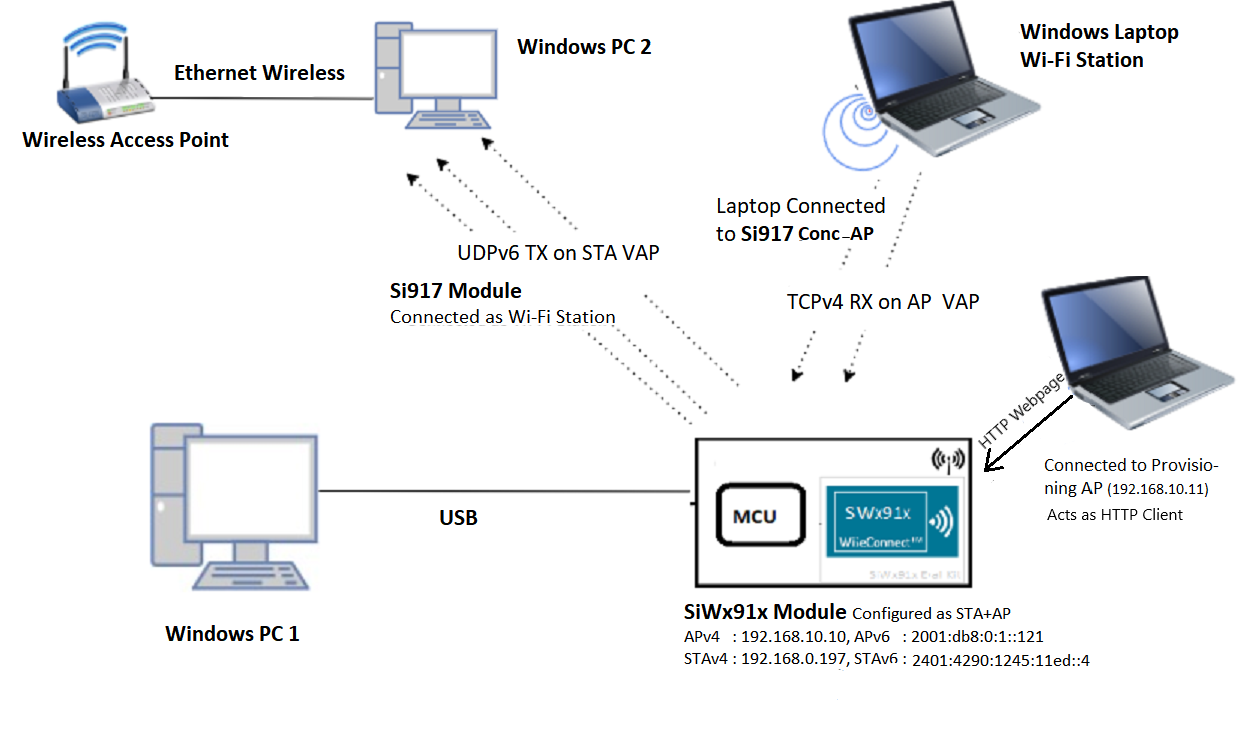 Windows PC 2
Windows Laptop
Wi-Fi Station
Ethernet Wireless
Wireless Access Point
Laptop Connected
to Si917 Conc-AP
UDPv6 TX on STA VAP
Si917 Module
Connected as Wi-Fi Station
TCPv4 RX on AP VAP
HTTP Webpage
Connected to Provisio-
ning AP (192.168.10.11)
Acts as HTTP Client
USB
MCU
SWx91x
WiseConnect™
SiWx91x Eval Kit
Windows PC 1
SiWx91x Module Configured as STA+AP
APv4 : 192.168.10.10, APv6 : 2001:db8:0:1::121
STAv4 : 192.168.0.197, STAv6 : 2401:4290:1245:11ed::4